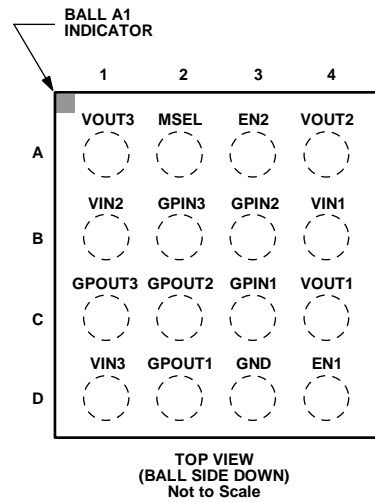 BALL A1
INDICATOR
1 2 3 4
A
VOUT3 MSEL EN2 VOUT2
B
VIN2 GPIN3 GPIN2 VIN1
C
GPOUT3 GPOUT2 GPIN1 VOUT1
D
VIN3 GPOUT1 GND EN1
TOP VIEW
(BALL SIDE DOWN)
Not to Scale